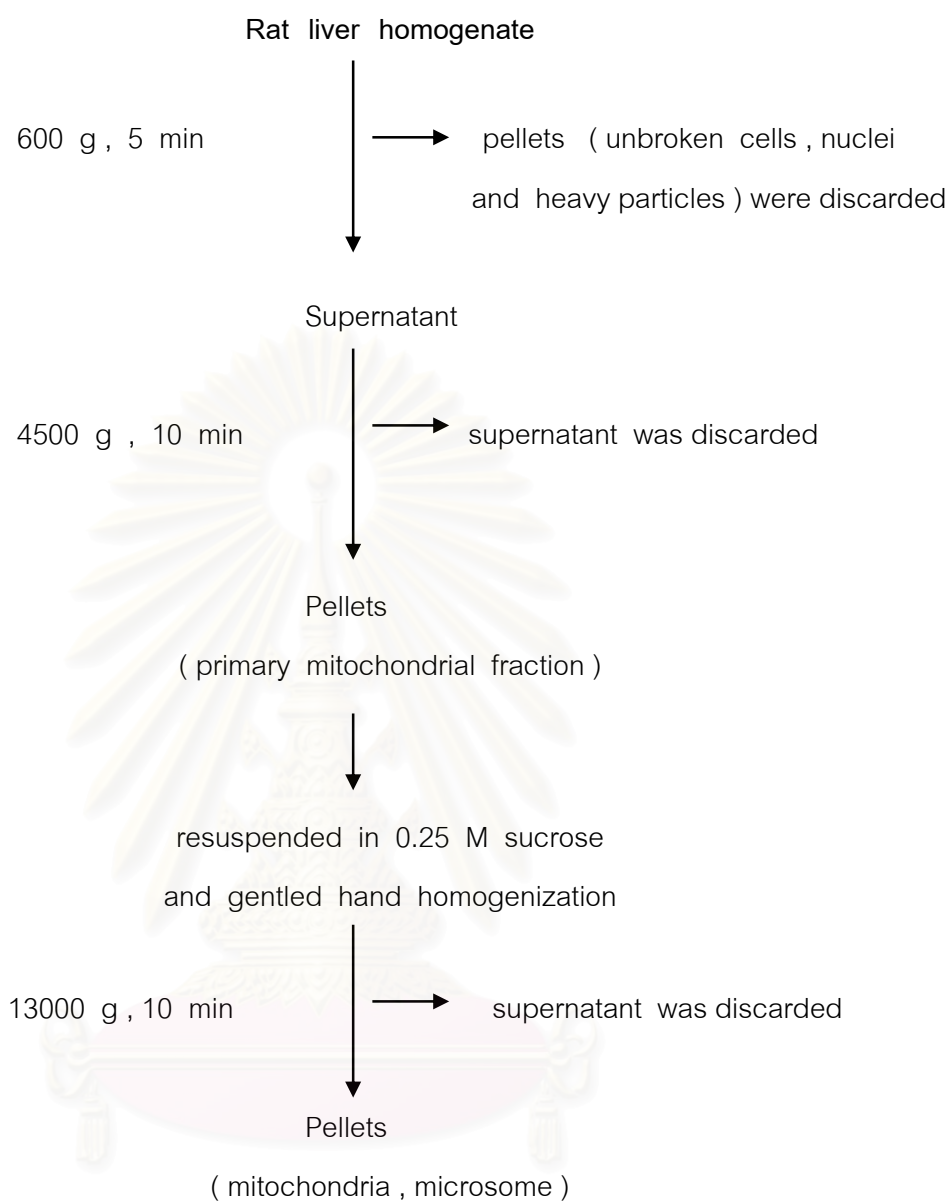 Rat liver homogenate
600 g , 5 min
pellets ( unbroken cells , nuclei
and heavy particles ) were discarded
Supernatant
4500 g , 10 min
supernatant was discarded
Pellets
( primary mitochondrial fraction )
resuspended in 0.25 M sucrose
and gentled hand homogenization
13000 g , 10 min
supernatant was discarded
Pellets
( mitochondria , microsome )